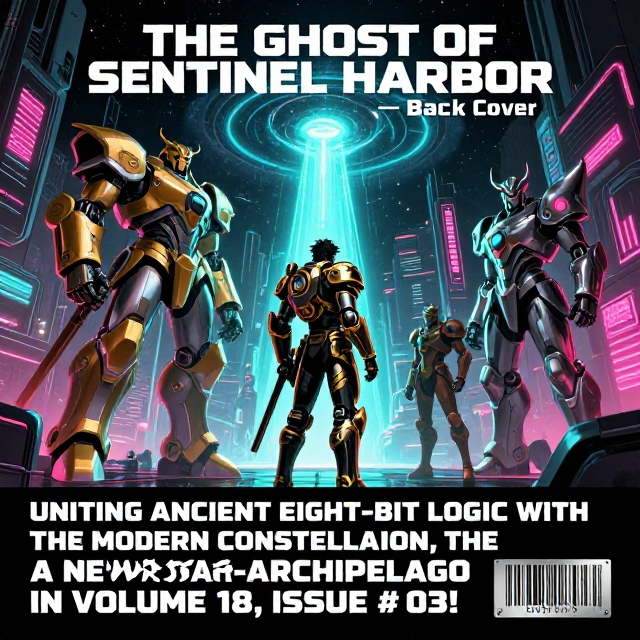 THE GHOST OF
SENTINEL HARBOR
— Back Cover
UNITING ANCIENT EIGHT-BIT LOGIC WITH
THE MODERN CONSTELLAION, THE
A -ARCHIPELAGO
IN VOLUME 18, ISSUE # 03!